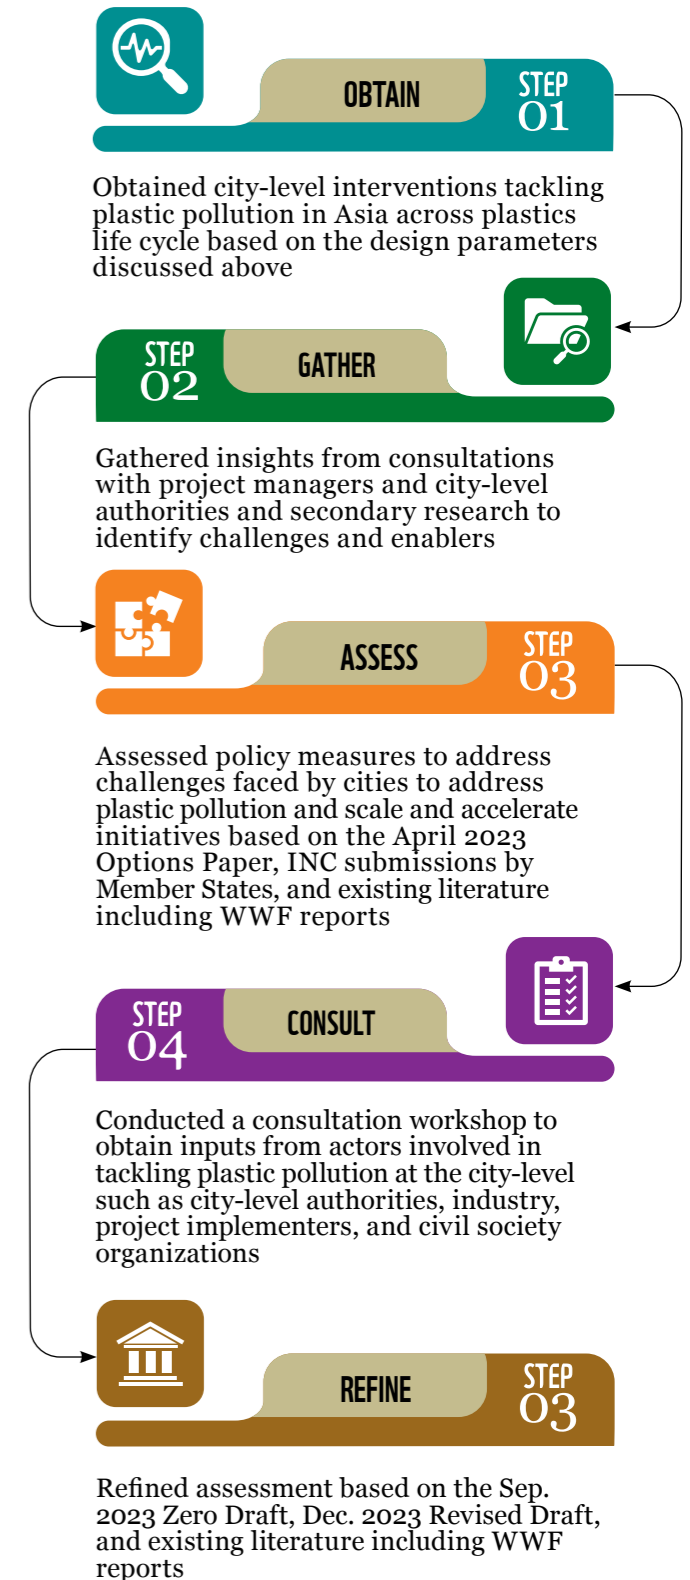 OBTAIN
STEP
01
Obtained city-level interventions tackling
plastic pollution in Asia across plastics
life cycle based on the design parameters
discussed above
STEP
02
GATHER
Gathered insights from consultations
with project managers and city-level
authorities and secondary research to
identify challenges and enablers
ASSESS
STEP
03
Assessed policy measures to address
challenges faced by cities to address
plastic pollution and scale and accelerate
initiatives based on the April 2023
Options Paper, INC submissions by
Member States, and existing literature
including WWF reports
STEP
04
CONSULT
Conducted a consultation workshop to
obtain inputs from actors involved in
tackling plastic pollution at the city-level
such as city-level authorities, industry,
project implementers, and civil society
organizations
REFINE
STEP
03
Refined assessment based on the Sep.
2023 Zero Draft, Dec. 2023 Revised Draft,
and existing literature including WWF
reports